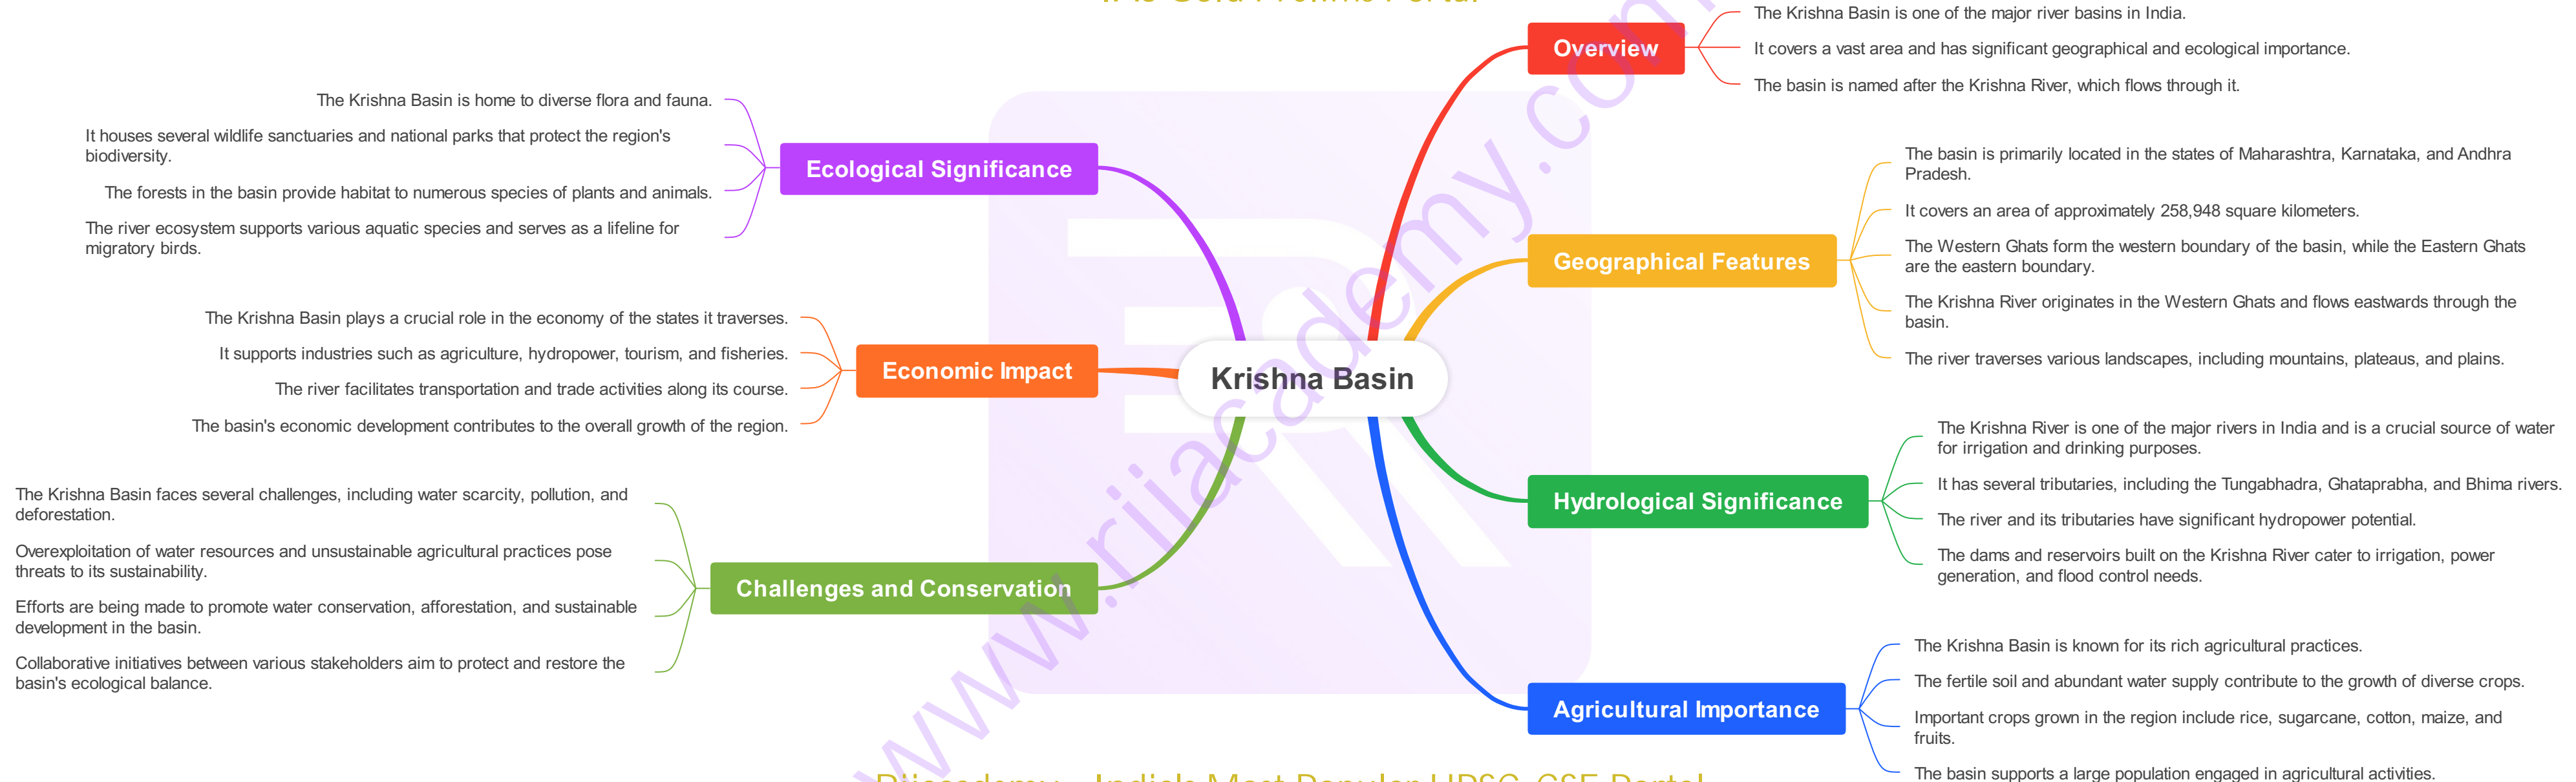 The Krishna Basin is one of the major river basins in India.
Overview
It covers a vast area and has significant geographical and ecological importance.
The basin is named after the Krishna River, which flows through it.
The Krishna Basin is home to diverse flora and fauna.
It houses several wildlife sanctuaries and national parks that protect the region's
biodiversity.
Ecological Significance
The forests in the basin provide habitat to numerous species of plants and animals.
The river ecosystem supports various aquatic species and serves as a lifeline for
migratory birds.
The basin is primarily located in the states of Maharashtra, Karnataka, and Andhra
Pradesh.
It covers an area of approximately 258,948 square kilometers.
Geographical Features
The Western Ghats form the western boundary of the basin, while the Eastern Ghats
are the eastern boundary.
The Krishna River originates in the Western Ghats and flows eastwards through the
basin.
The river traverses various landscapes, including mountains, plateaus, and plains.
The Krishna Basin plays a crucial role in the economy of the states it traverses.
It supports industries such as agriculture, hydropower, tourism, and fisheries.
Economic Impact
The river facilitates transportation and trade activities along its course.
The basin's economic development contributes to the overall growth of the region.
Krishna Basin
The Krishna River is one of the major rivers in India and is a crucial source of water
for irrigation and drinking purposes.
It has several tributaries, including the Tungabhadra, Ghataprabha, and Bhima rivers.
Hydrological Significance
The river and its tributaries have significant hydropower potential.
The dams and reservoirs built on the Krishna River cater to irrigation, power
generation, and flood control needs.
The Krishna Basin faces several challenges, including water scarcity, pollution, and
deforestation.
Overexploitation of water resources and unsustainable agricultural practices pose
threats to its sustainability.
Challenges and Conservation
Efforts are being made to promote water conservation, afforestation, and sustainable
development in the basin.
Collaborative initiatives between various stakeholders aim to protect and restore the
basin's ecological balance.
The Krishna Basin is known for its rich agricultural practices.
The fertile soil and abundant water supply contribute to the growth of diverse crops.
Agricultural Importance
Important crops grown in the region include rice, sugarcane, cotton, maize, and
fruits.
The basin supports a large population engaged in agricultural activities.
www.rijacademy.com